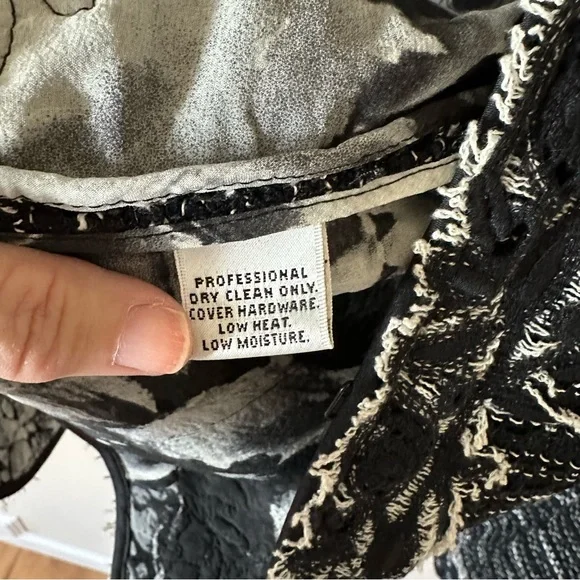 PROFESSIONAL
DRY CLEAN ONLY.
COVER HARDWARE.
LOW HEAT.
LOW MOISTURE.